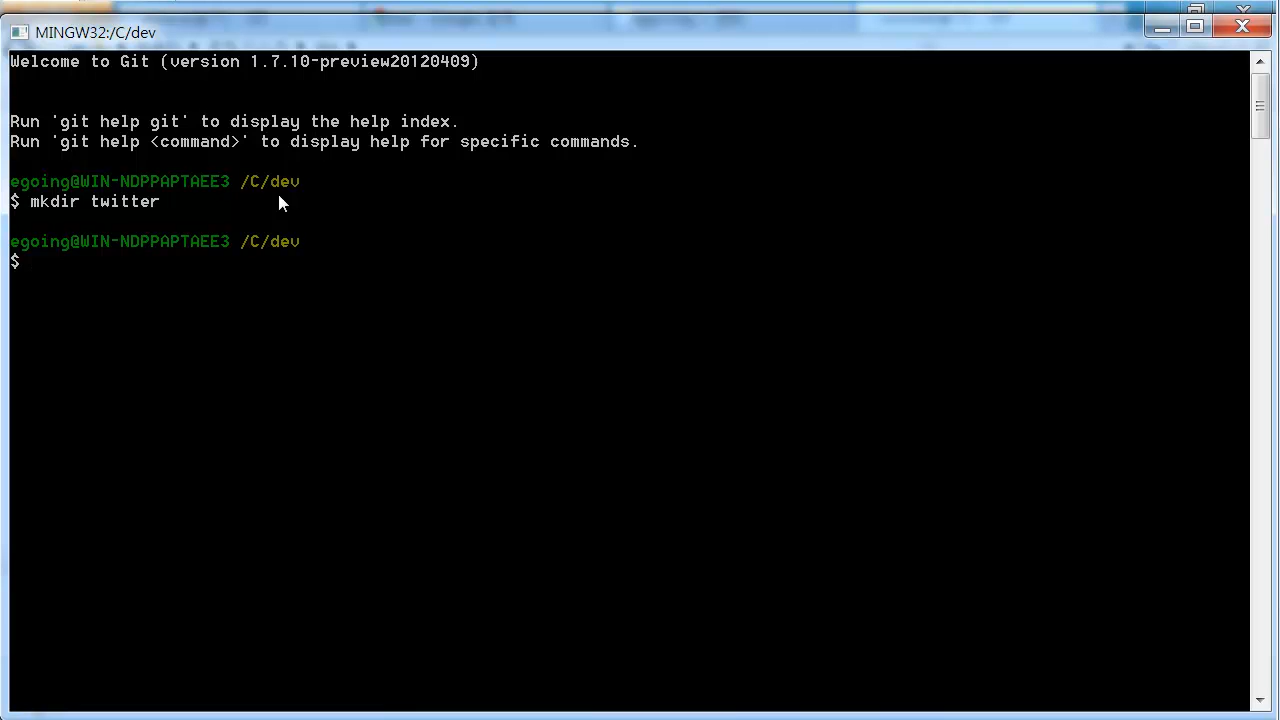 MINGW32:/C/dev
Welcome to Git (version 1.7.10-preview20120409)
Run 'git help git' to display the help index.
Run 'git help <command>' to display help for specific commands.
egoing@WIN-NDPPAPTAEE3 /C/dev
$ mkdir twitter
egoing@WIN-NDPPAPTAEE3 /C/dev
$